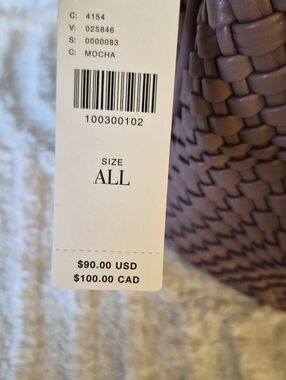 C: 4154
V: 025846
S: 0000083
C: MOCHA
100300102
SIZE
ALL
$90.00 USD
$100.00 CAD